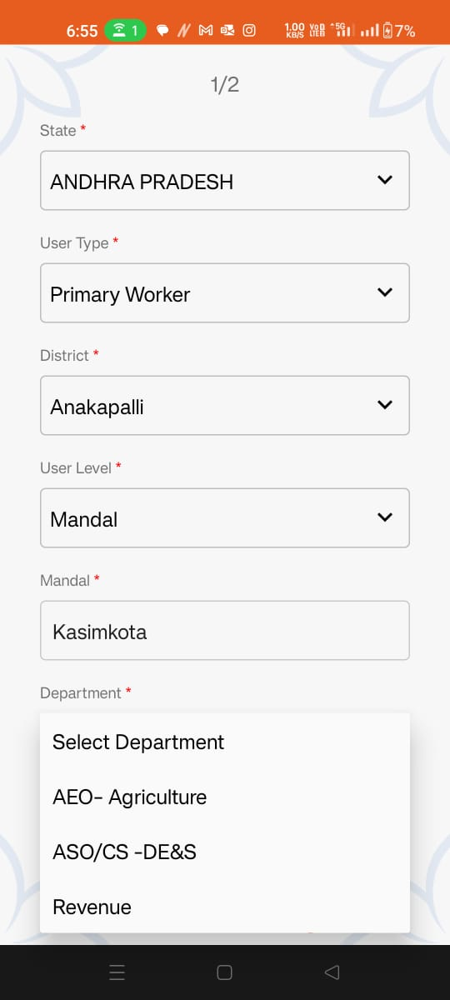 6:55 1 1.00 KB/S VoD LTE 5G 7%
1/2
State *
ANDHRA PRADESH
User Type *
Primary Worker
District *
Anakapalli
User Level *
Mandal
Mandal *
Kasimkota
Department *
Select Department
AEO- Agriculture
ASO/CS -DE&S
Revenue